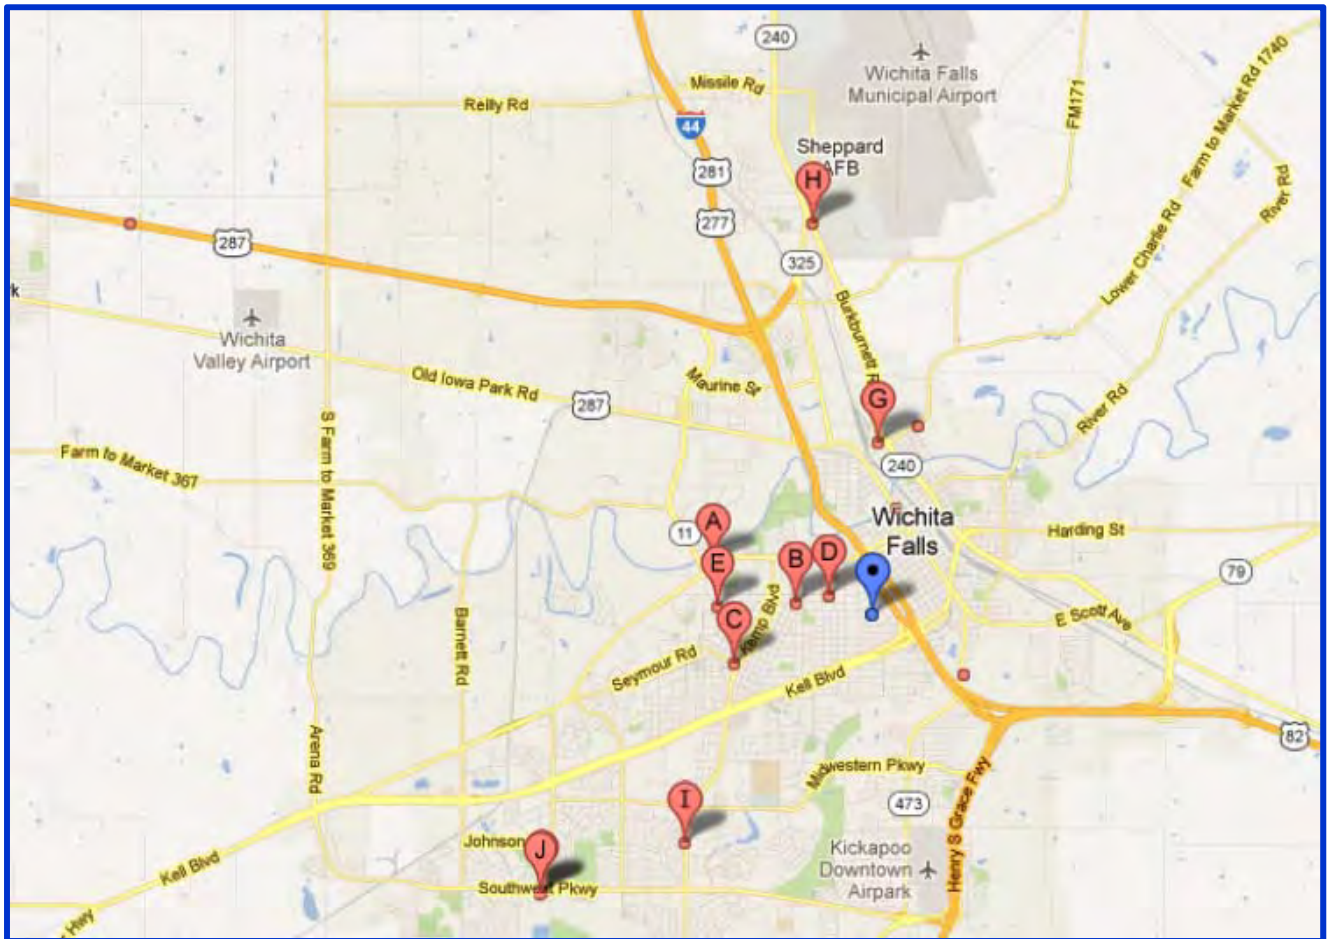 240
Wichita Falls
Municipal Airport
Missile Rd
Reilly Rd
FM171
Farm to Market Rd 1740
44
Sheppard
AFB
281
H
River Rd
277
287
Lower Charlie Rd
325
k
Wichita
Valley Airport
Burkburnett R
Old Iowa Park Rd
Maurine St
287
G
River Rd
S Farm to Market 369
Farm to Market 367
240
A
11
Wichita
Falls
Harding St
E
B
D
79
C
Kemp Blvd
E Scott Ave
Barnett Rd
Seymour Rd
Kell Blvd
82
Arena Rd
Midwestern Pkwy
I
473
Henry S Grace Fwy
Johnson
J
Kickapoo
Downtown
Airpark
Kell Blvd
Southwest Pkwy
Hwy